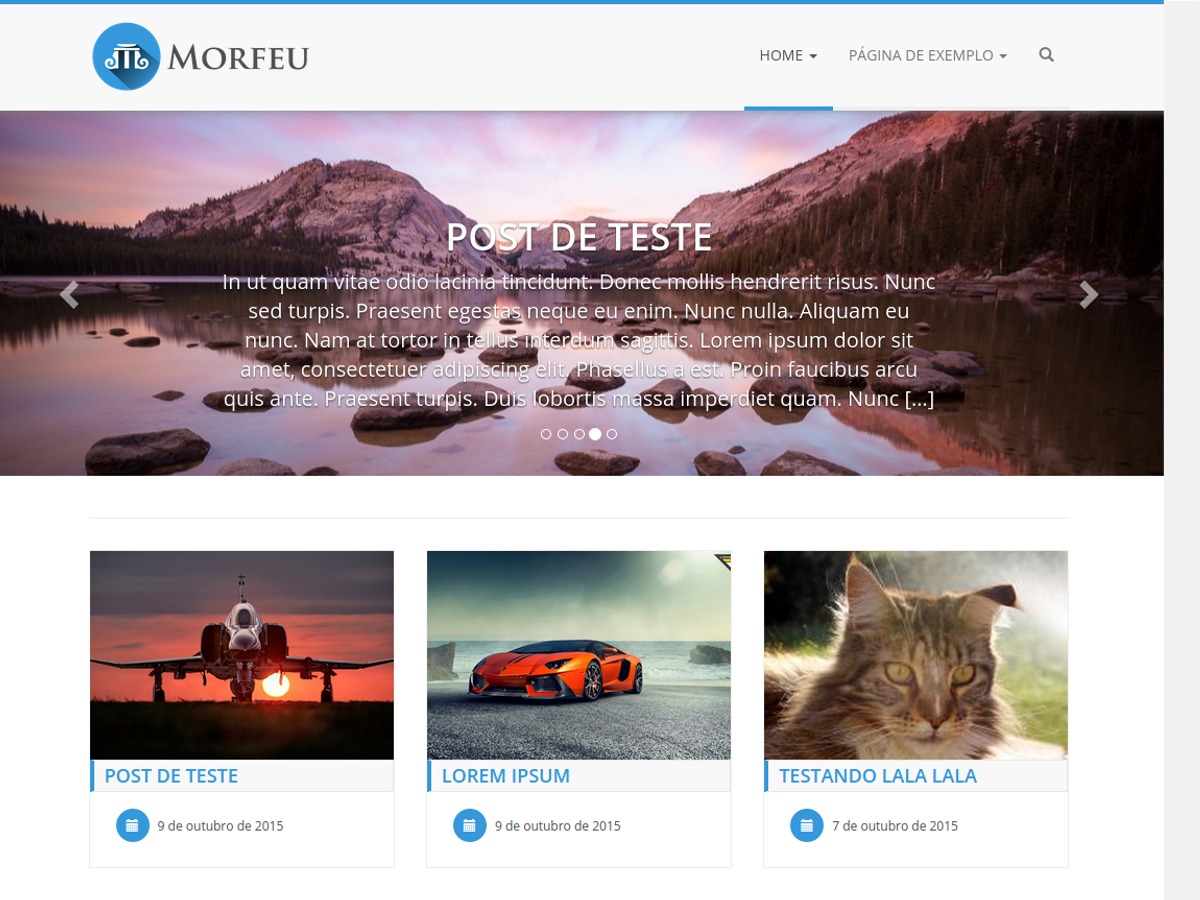 MORFEU
HOME
PÁGINA DE EXEMPLO
POST DE TESTE
In ut quam vitae odio lacinia tincidunt. Donec mollis hendrerit risus. Nunc
sed turpis. Praesent egestas neque eu enim. Nunc nulla. Aliquam eu
nunc. Nam at tortor in tellus interdum sagittis. Lorem ipsum dolor sit
amet, consectetuer adipiscing elit. Phasellus a est. Proin faucibus arcu
quis ante. Praesent turpis. Duis lobortis massa imperdiet quam. Nunc [...]
POST DE TESTE
9 de outubro de 2015
LOREM IPSUM
9 de outubro de 2015
TESTANDO LALA LALA
7 de outubro de 2015